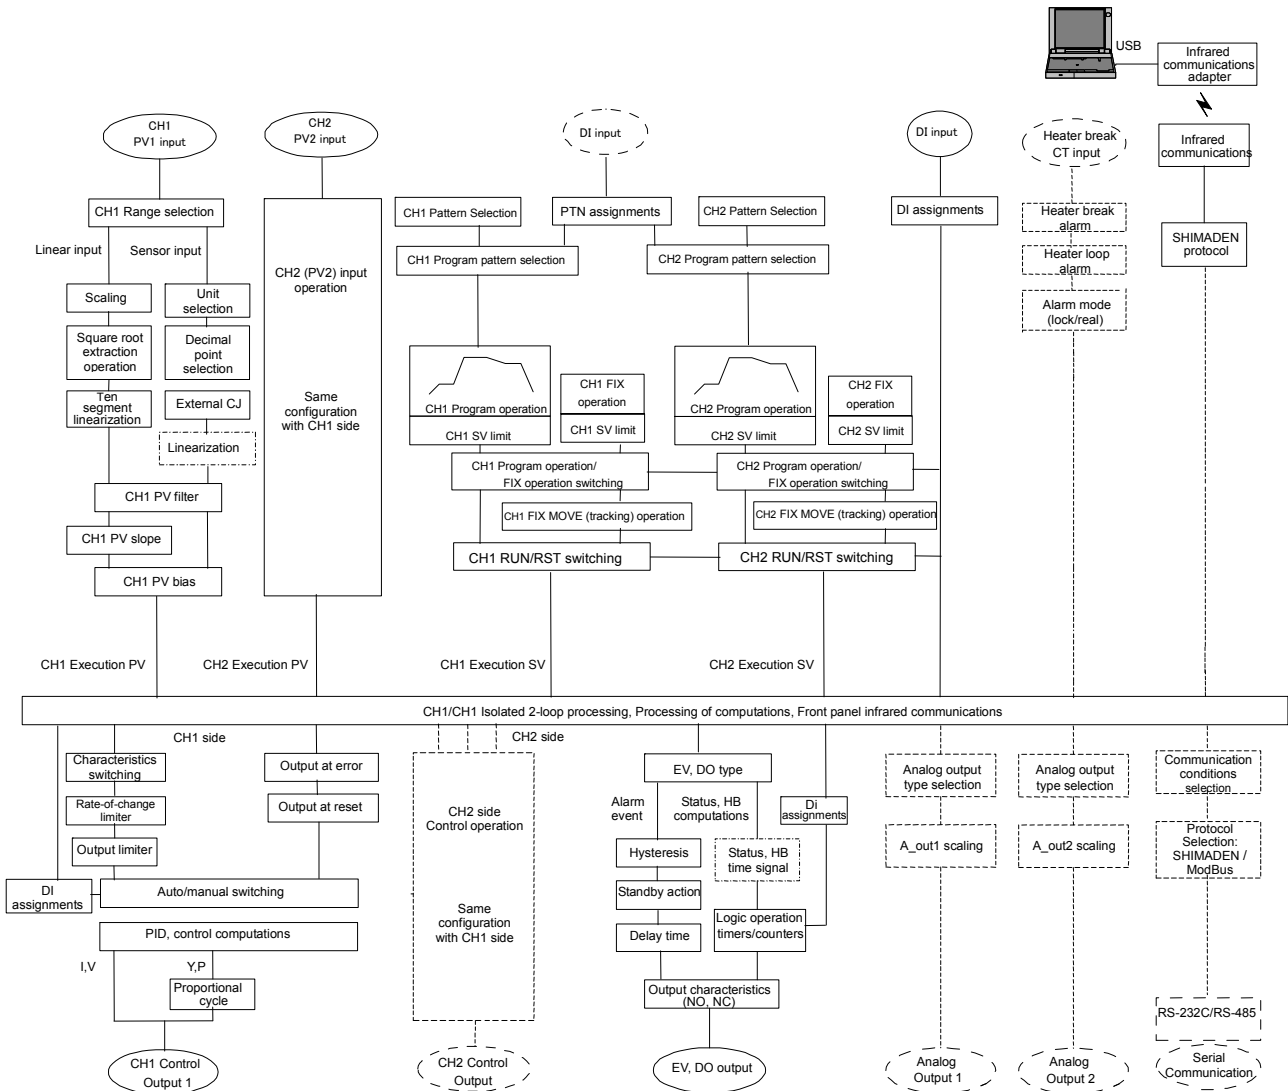 USB
Infrared
communications
adapter
CH1
PV1 input
CH2
PV2 input
DI input
DI input
Heater break
CT input
Infrared
communications
CH1 Range selection
CH1 Pattern Selection
PTN assignments
CH2 Pattern Selection
DI assignments
Heater break
alarm
SHIMADEN
protocol
Linear input
Sensor input
CH1 Program pattern selection
CH2 Program pattern selection
Heater loop
alarm
CH2 (PV2) input
operation
Scaling
Unit
selection
Alarm mode
(lock/real)
Square root
extraction
operation
Decimal
point
selection
Ten
segment
linearization
External CJ
Same
configuration
with CH1 side
CH1 Program operation
CH1 FIX
operation
CH2 Program operation
CH2 FIX
operation
CH1 SV limit
CH1 SV limit
CH2 SV limit
CH2 SV limit
Linearization
CH1 Program operation/
FIX operation switching
CH2 Program operation/
FIX operation switching
CH1 PV filter
CH1 FIX MOVE (tracking) operation
CH2 FIX MOVE (tracking) operation
CH1 PV slope
CH1 RUN/RST switching
CH2 RUN/RST switching
CH1 PV bias
CH1 Execution PV
CH2 Execution PV
CH1 Execution SV
CH2 Execution SV
CH1/CH1 Isolated 2-loop processing, Processing of computations, Front panel infrared communications
CH1 side
CH2 side
Characteristics
switching
Output at error
EV, DO type
Analog output
type selection
Analog output
type selection
Communication
conditions
selection
Rate-of-change
limiter
Output at reset
CH2 side
Control operation
Alarm
event
Status, HB
computations
Di
assignments
Output limiter
Hysteresis
Status, HB
time signal
A_out1 scaling
A_out2 scaling
Protocol
Selection:
SHIMADEN /
ModBus
DI
assignments
Auto/manual switching
Standby action
Same
configuration
with CH1 side
Logic operation
timers/counters
PID, control computations
Delay time
I,V
Y,P
Proportional
cycle
Output characteristics
(NO, NC)
RS-232C/RS-485
CH1 Control
Output 1
CH2 Control
Output
EV, DO output
Analog
Output 1
Analog
Output 2
Serial
Communication